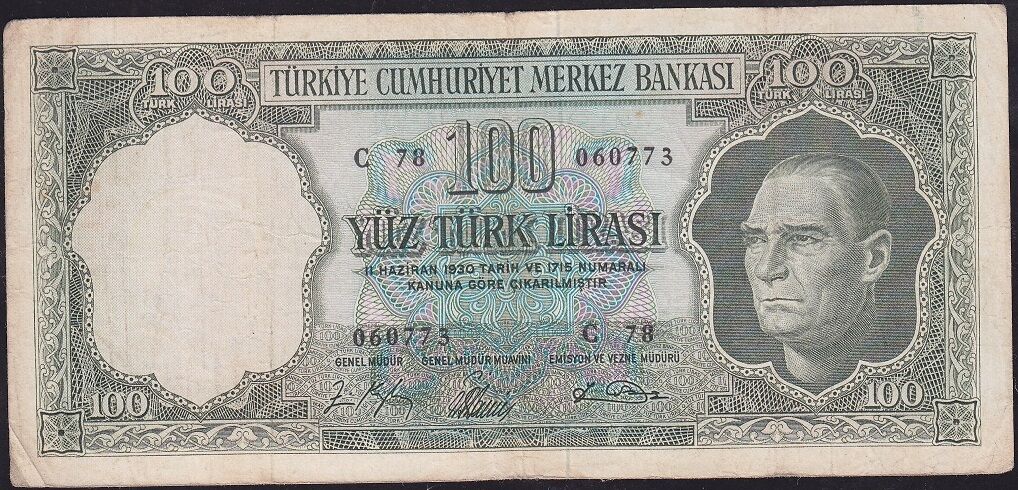 100 TÜRK LİRASI
TÜRKİYE CUMHURİYET MERKEZ BANKASI
100 TÜRK LİRASI
C 78 100 060773
YÜZ TÜRK LİRASI
11 HAZİRAN 1930 TARİH VE 1715 NUMARALI
KANUNA GÖRE ÇIKARILMIŞTIR
060773 C 78
GENEL MÜDÜR GENEL MÜDÜR MUAVİNİ EMİSYON VE VEZNE MÜDÜRÜ
100 100